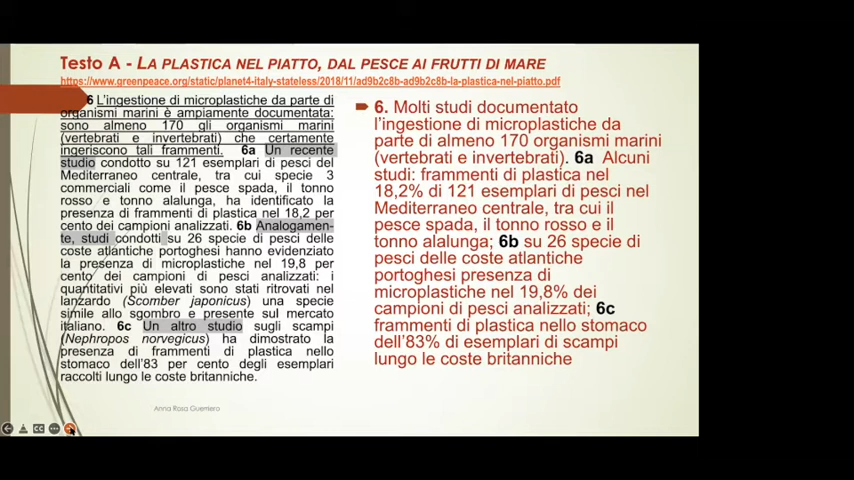 Testo A - LA PLASTICA NEL PIATTO, DAL PESCE AI FRUTTI DI MARE
https://www.greenpeace.org/static/planet4-italy-stateless/2018/11/ad9b2c8b-ad9b2c8b-la-plastica-nel-piatto.pdf
6 L'ingestione di microplastiche da parte di
organismi marini è ampiamente documentata:
sono almeno 170 gli organismi marini
(vertebrati e invertebrati) che certamente
ingeriscono tali frammenti. 6a Un recente
studio condotto su 121 esemplari di pesci del
Mediterraneo centrale, tra cui specie 3
commerciali come il pesce spada, il tonno
rosso e tonno alalunga, ha identificato la
presenza di frammenti di plastica nel 18,2 per
cento dei campioni analizzati. 6b Analogamen-
te, studi condotti su 26 specie di pesci delle
coste atlantiche portoghesi hanno evidenziato
la presenza di microplastiche nel 19,8 per
cento dei campioni di pesci analizzati: i
quantitativi più elevati sono stati ritrovati nel
lanzardo (Scomber japonicus) una specie
simile allo sgombro e presente sul mercato
italiano. 6c Un altro studio sugli scampi
(Nephropos norvegicus) ha dimostrato la
presenza di frammenti di plastica nello
stomaco dell'83 per cento degli esemplari
raccolti lungo le coste britanniche.
6. Molti studi documentato
l'ingestione di microplastiche da
parte di almeno 170 organismi marini
(vertebrati e invertebrati). 6a Alcuni
studi: frammenti di plastica nel
18,2% di 121 esemplari di pesci nel
Mediterraneo centrale, tra cui il
pesce spada, il tonno rosso e il
tonno alalunga; 6b su 26 specie di
pesci delle coste atlantiche
portoghesi presenza di
microplastiche nel 19,8% dei
campioni di pesci analizzati; 6c
frammenti di plastica nello stomaco
dell'83% di esemplari di scampi
lungo le coste britanniche
Anna Rosa Guerriero
CC